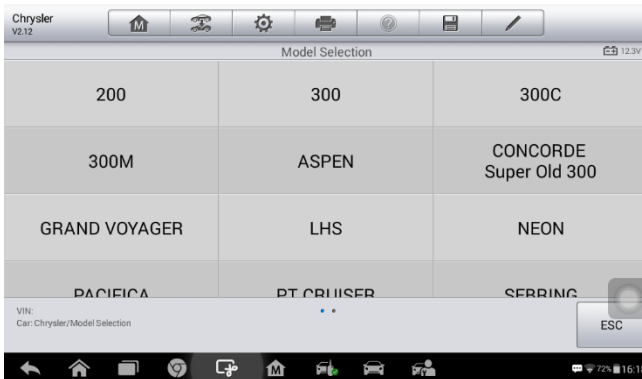 Chrysler
V2.12
M
Model Selection
12.3V
200
300
300C
300M
ASPEN
CONCORDE
Super Old 300
GRAND VOYAGER
LHS
NEON
PACIFICA
PT CRUISER
SEBRING
VIN:
Car: Chrysler/Model Selection
ESC
M
72%